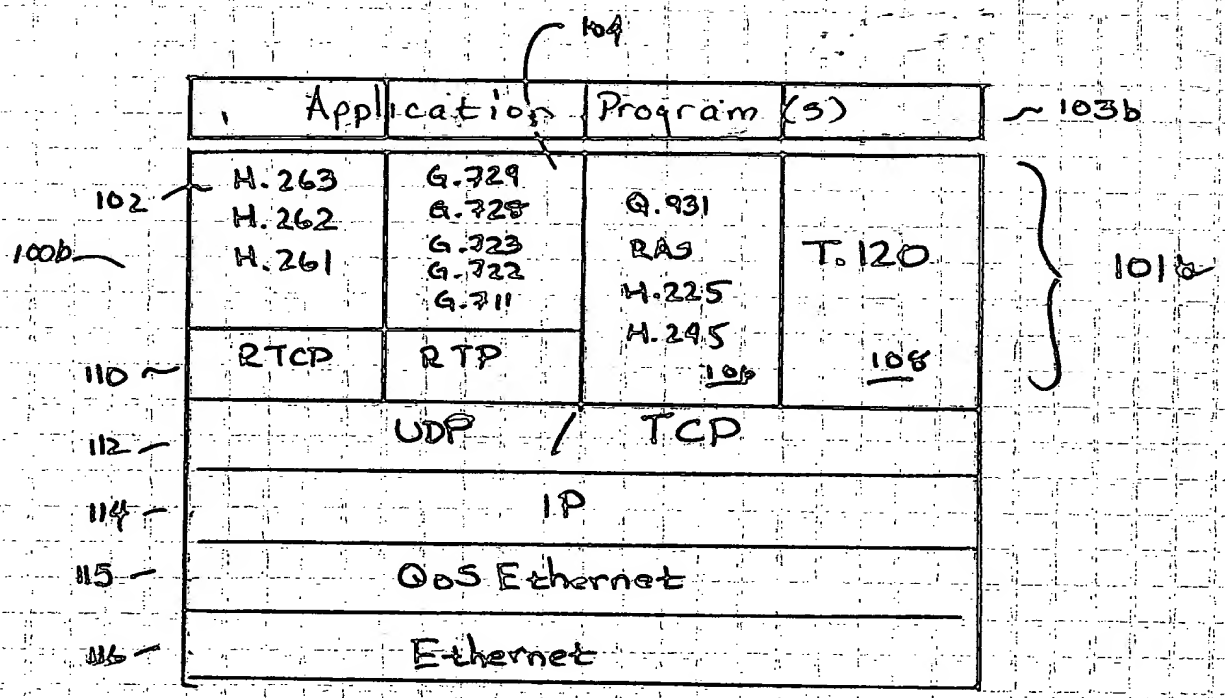 104
Application Program (s) ~ 103b
102
H.263
H.262
H.261
G.729
G.728
G.723
G.722
G.711
Q.931
RAS
H.225
H.245
106
T.120
108
100b
101b
110 ~ RTCP RTP
112 UDP / TCP
114 IP
115 QoS Ethernet
116 Ethernet